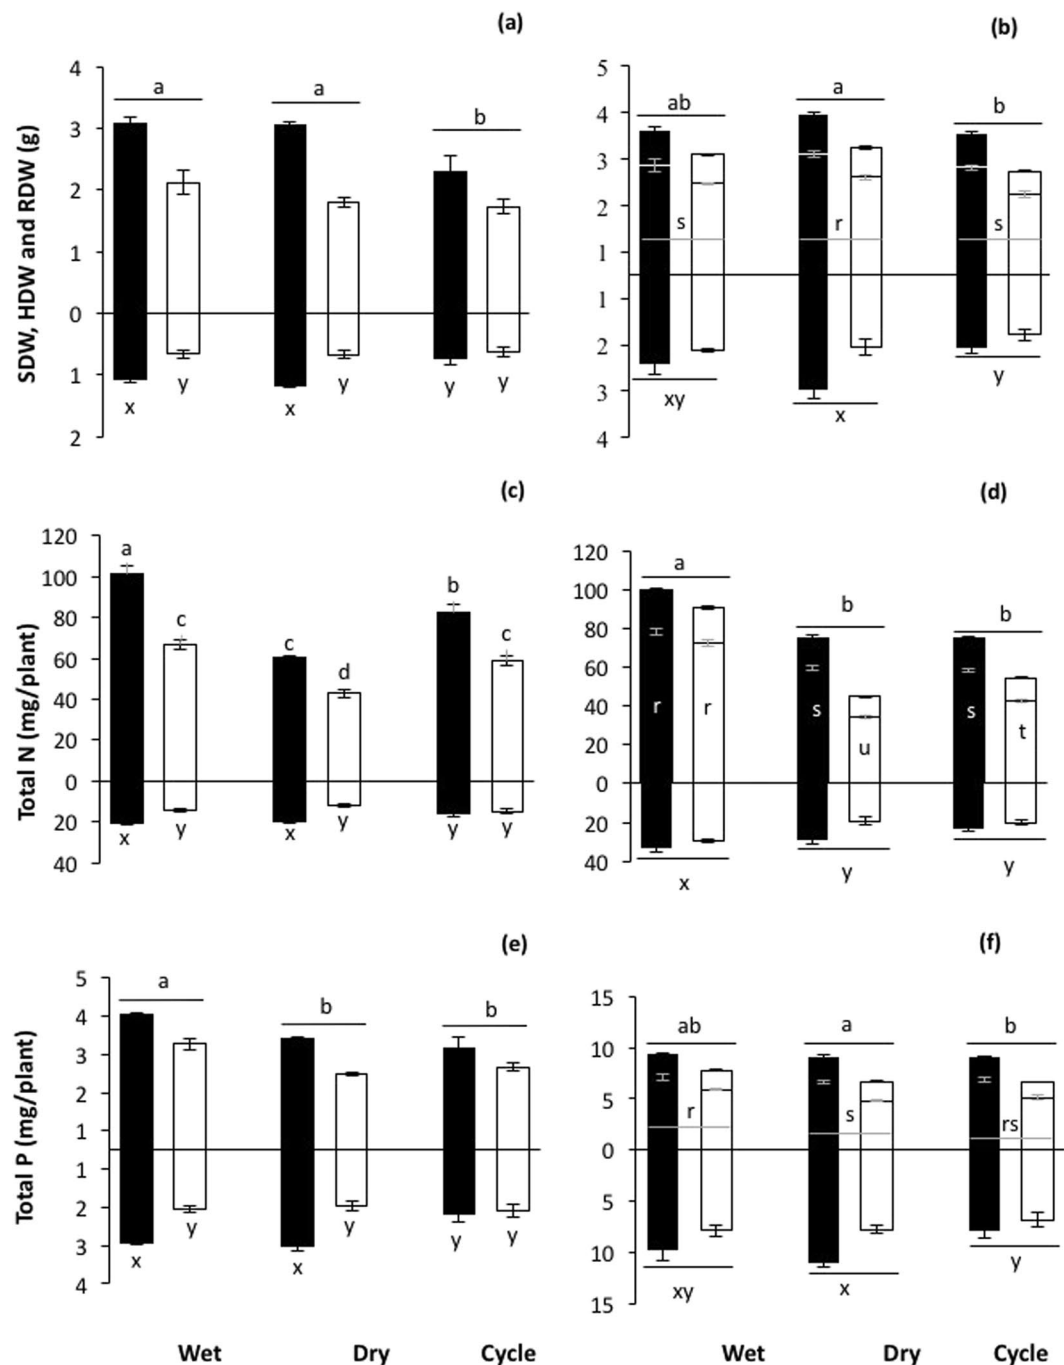 (a)
(b)
SDW, HDW and RDW (g)
4
3
2
1
0
1
2
a
a
b
x
y
x
y
y
y
5
4
3
2
1
1
2
3
4
ab
a
b
s
r
s
xy
x
y
(c)
(d)
Total N (mg/plant)
120
100
80
60
40
20
0
20
40
a
c
c
d
b
c
x
y
x
y
y
y
120
100
80
60
40
20
0
20
40
a
b
b
r
r
s
u
s
t
x
y
y
(e)
(f)
Total P (mg/plant)
5
4
3
2
1
1
2
3
4
a
b
b
x
y
x
y
y
y
15
10
5
0
5
10
15
ab
a
b
r
s
rs
xy
x
y
Wet Dry Cycle Wet Dry Cycle